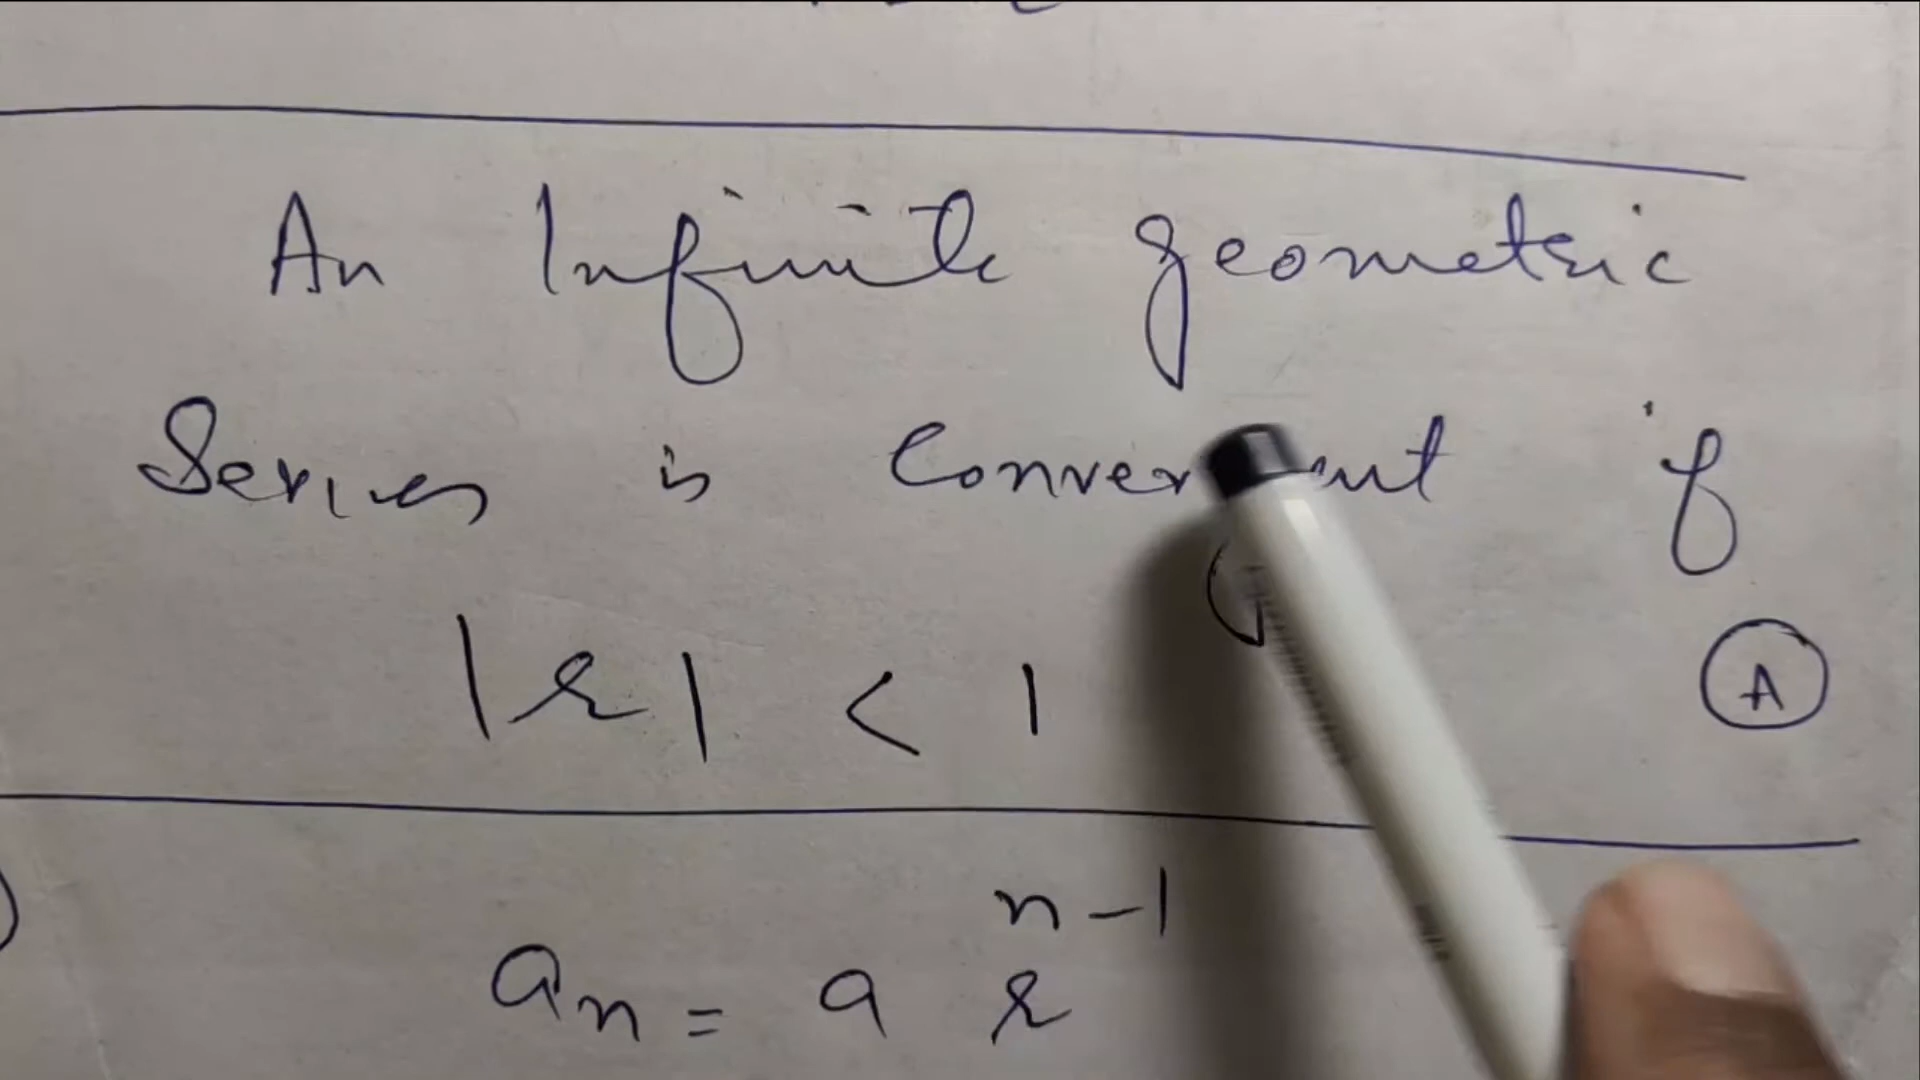 An Infinite geometric
Series is Convergent if
|r| < 1
A
n-1
an = a r